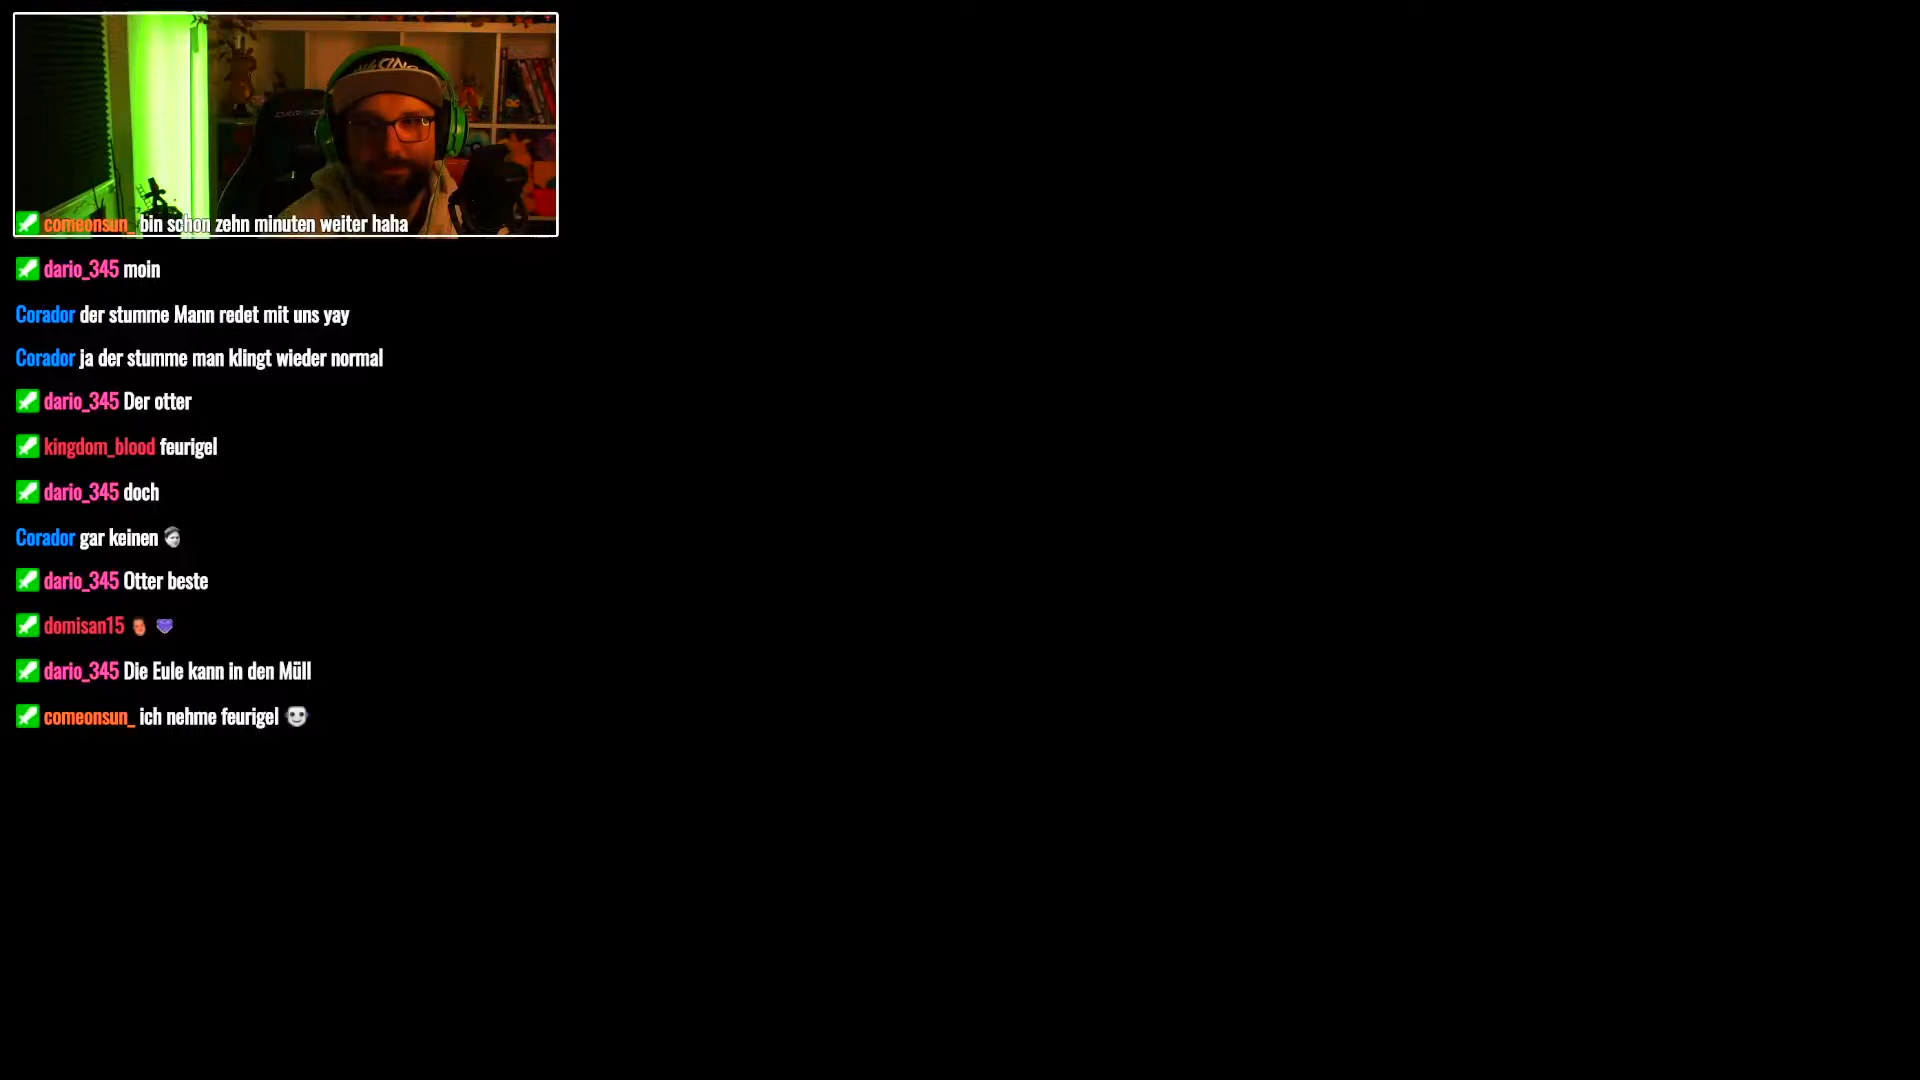 comeonsun_ bin schon zehn minuten weiter haha
dario_345 moin
Corador der stumme Mann redet mit uns yay
Corador ja der stumme man klingt wieder normal
dario_345 Der otter
kingdom_blood feurigel
dario_345 doch
Corador gar keinen
dario_345 Otter beste
domisan15
dario_345 Die Eule kann in den Müll
comeonsun_ ich nehme feurigel